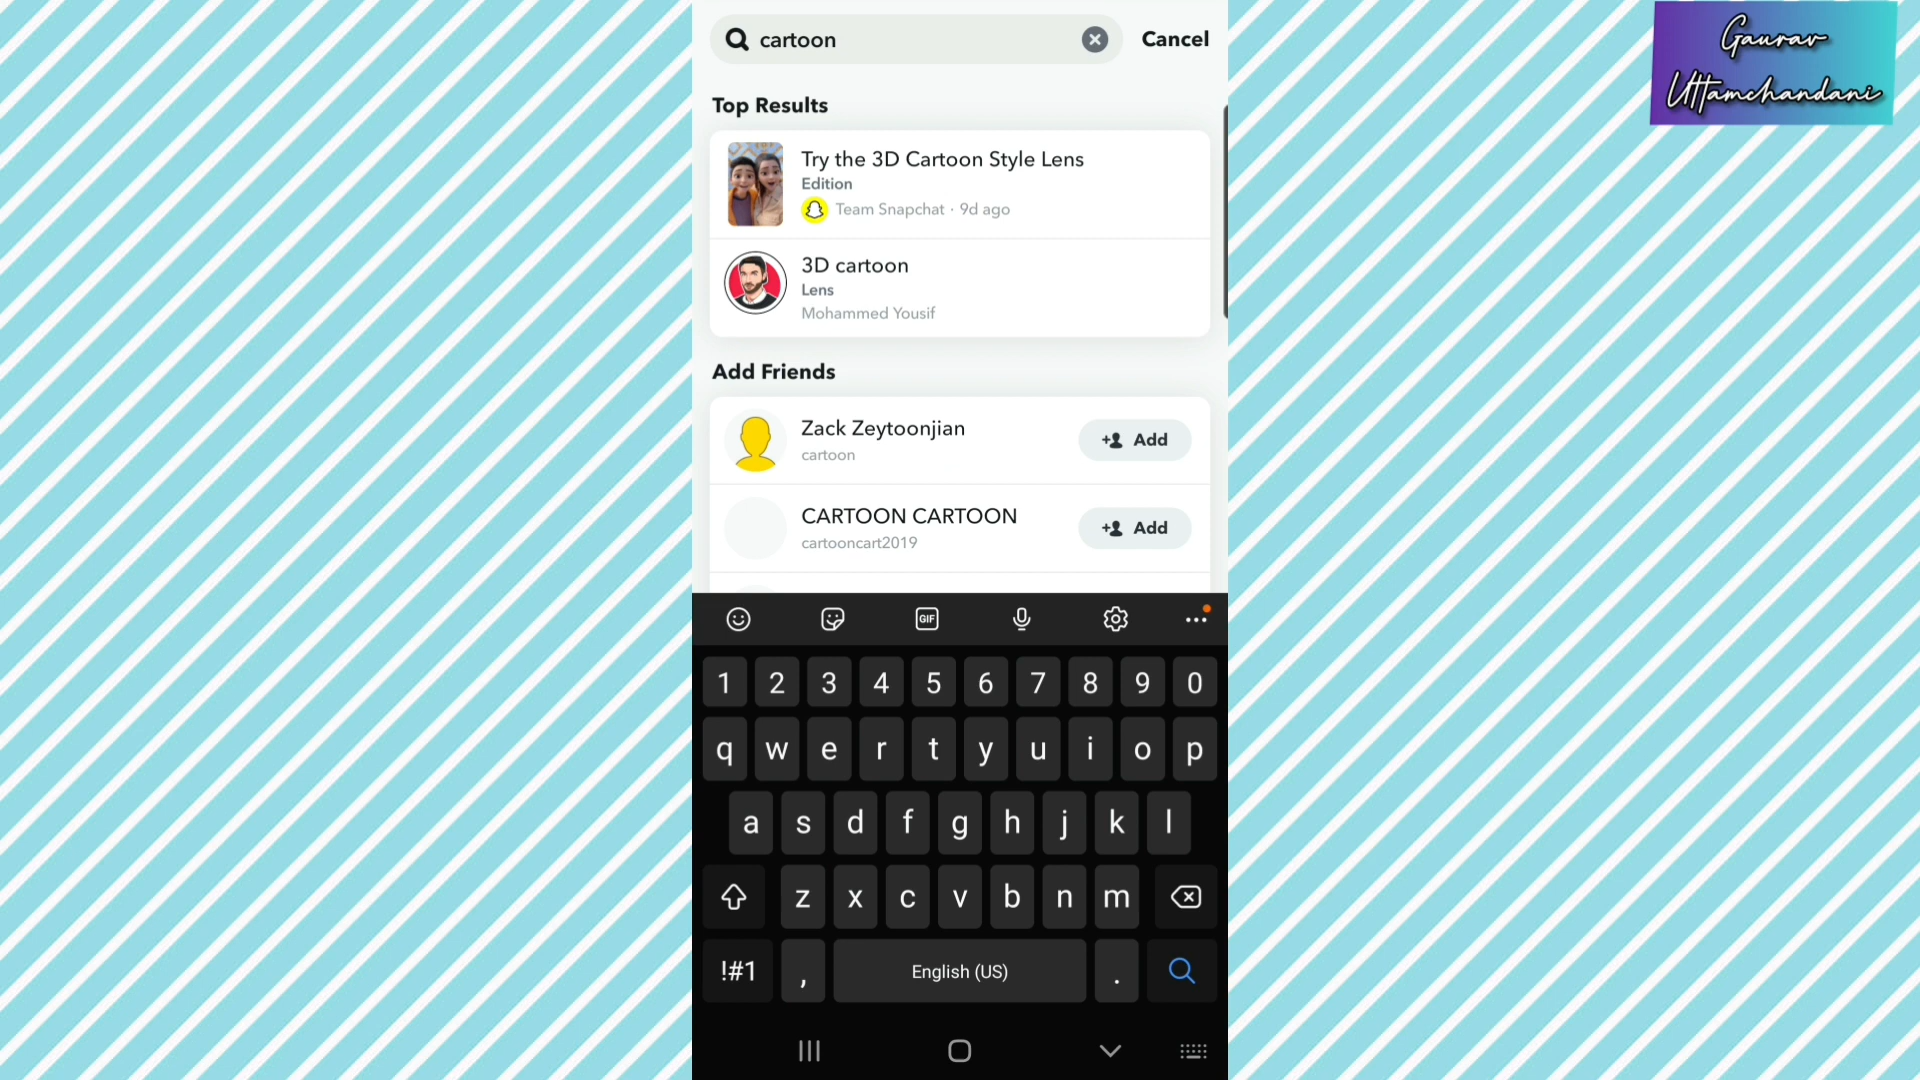 cartoon
Cancel
Gaurav
Uttamchandani
Top Results
Try the 3D Cartoon Style Lens
Edition
Team Snapchat · 9d ago
3D cartoon
Lens
Mohammed Yousif
Add Friends
Zack Zeytoonjian
cartoon
Add
CARTOON CARTOON
cartooncart2019
Add
GIF
1 2 3 4 5 6 7 8 9 0
q w e r t y u i o p
a s d f g h j k l
z x c v b n m
!#1 , English (US) .